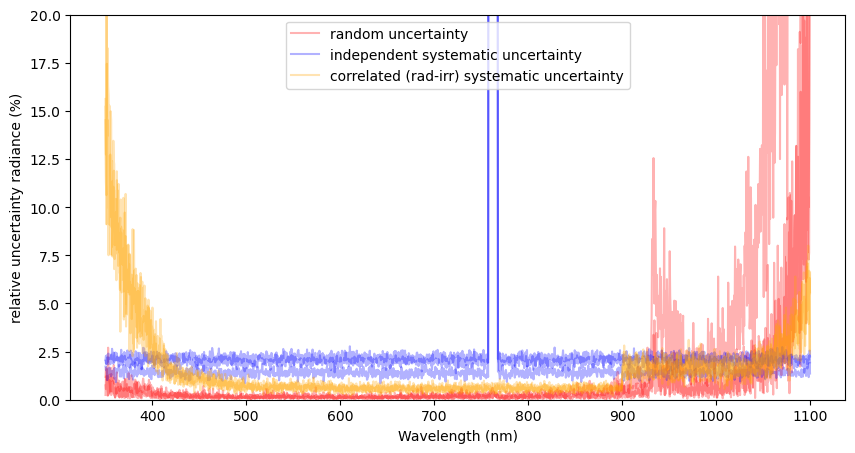 20.0
17.5
15.0
12.5
10.0
7.5
5.0
2.5
0.0
relative uncertainty radiance (%)
random uncertainty
independent systematic uncertainty
correlated (rad-irr) systematic uncertainty
400 500 600 700 800 900 1000 1100
Wavelength (nm)